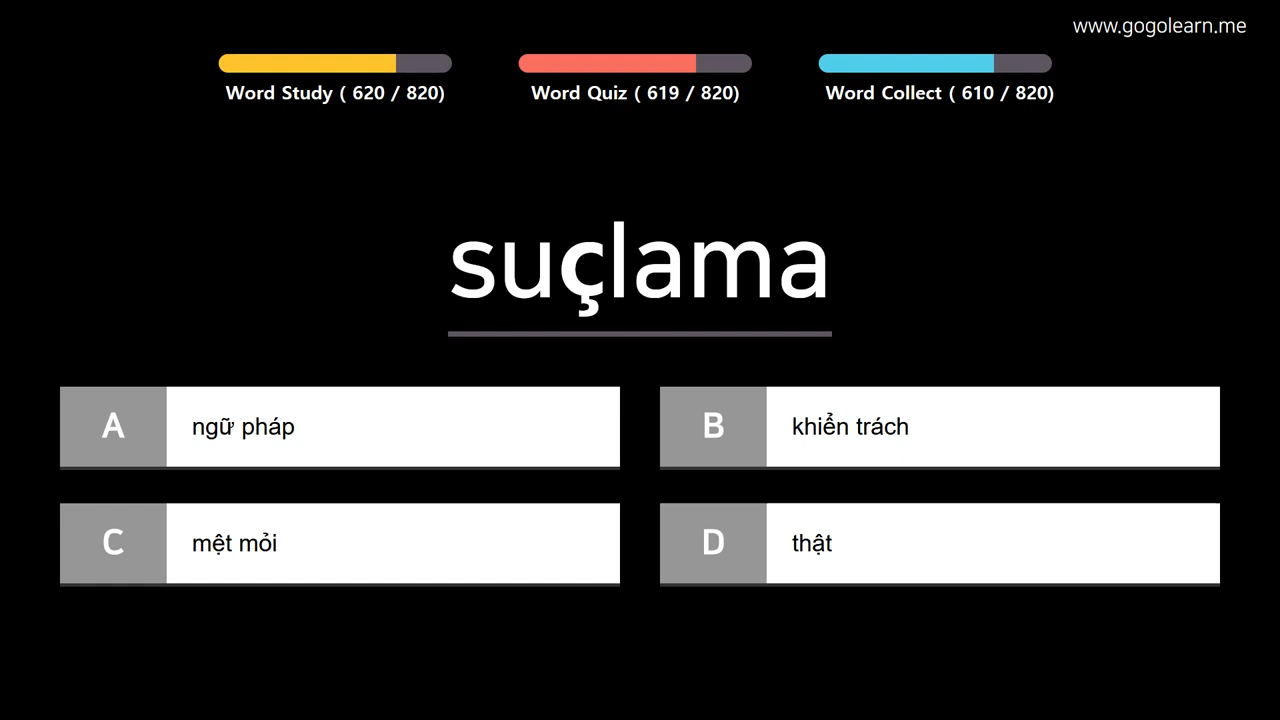 www.gogolearn.me
Word Study ( 620 / 820)
Word Quiz ( 619 / 820)
Word Collect ( 610 / 820)
suçlama
A
ngữ pháp
B
khiển trách
C
mệt mỏi
D
thật